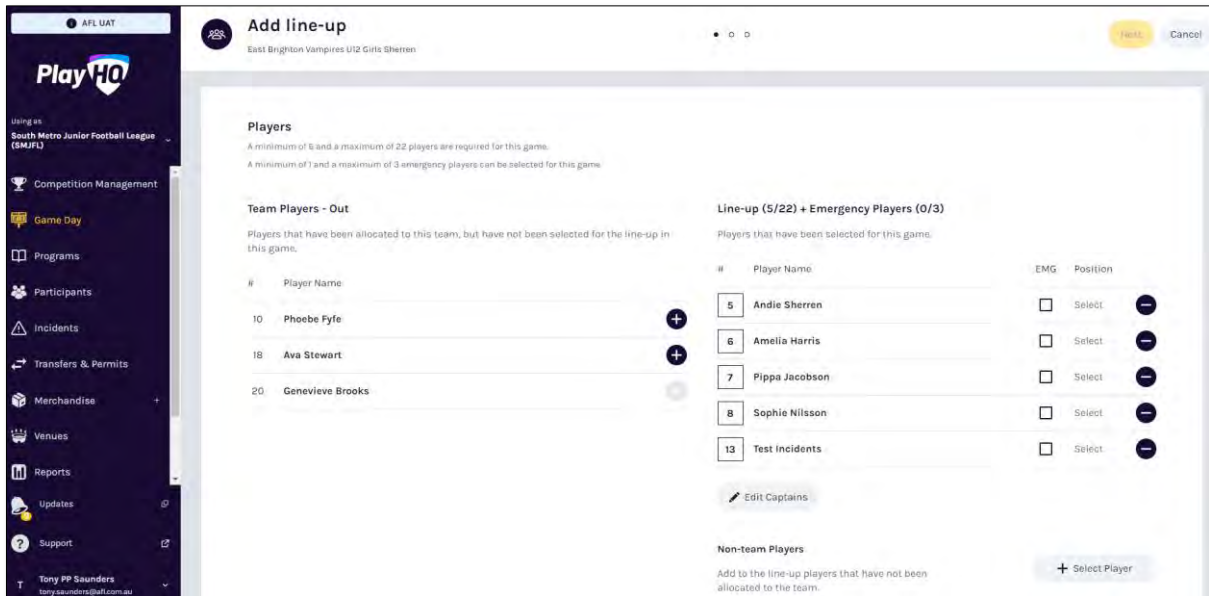 AFL UAT
PlayHQ
Using as
South Metro Junior Football League
(SMJFL)
Competition Management
Game Day
Programs
Participants
Incidents
Transfers & Permits
Merchandise +
Venues
Reports
Updates
Support
T Tony PP Saunders
tony.saunders@afl.com.au
Add line-up
East Brighton Vampires U12 Girls Sherren
Next
Cancel
Players
A minimum of 6 and a maximum of 22 players are required for this game.
A minimum of 1 and a maximum of 3 emergency players can be selected for this game
Team Players - Out
Players that have been allocated to this team, but have not been selected for the line-up in
this game.
# Player Name
10 Phoebe Fyfe
18 Ava Stewart
20 Genevieve Brooks
Line-up (5/22) + Emergency Players (0/3)
Players that have been selected for this game.
# Player Name EMG Position
5 Andie Sherren Select
6 Amelia Harris Select
7 Pippa Jacobson Select
8 Sophie Nilsson Select
13 Test Incidents Select
Edit Captains
Non-team Players
Add to the line-up players that have not been
allocated to the team.
+ Select Player